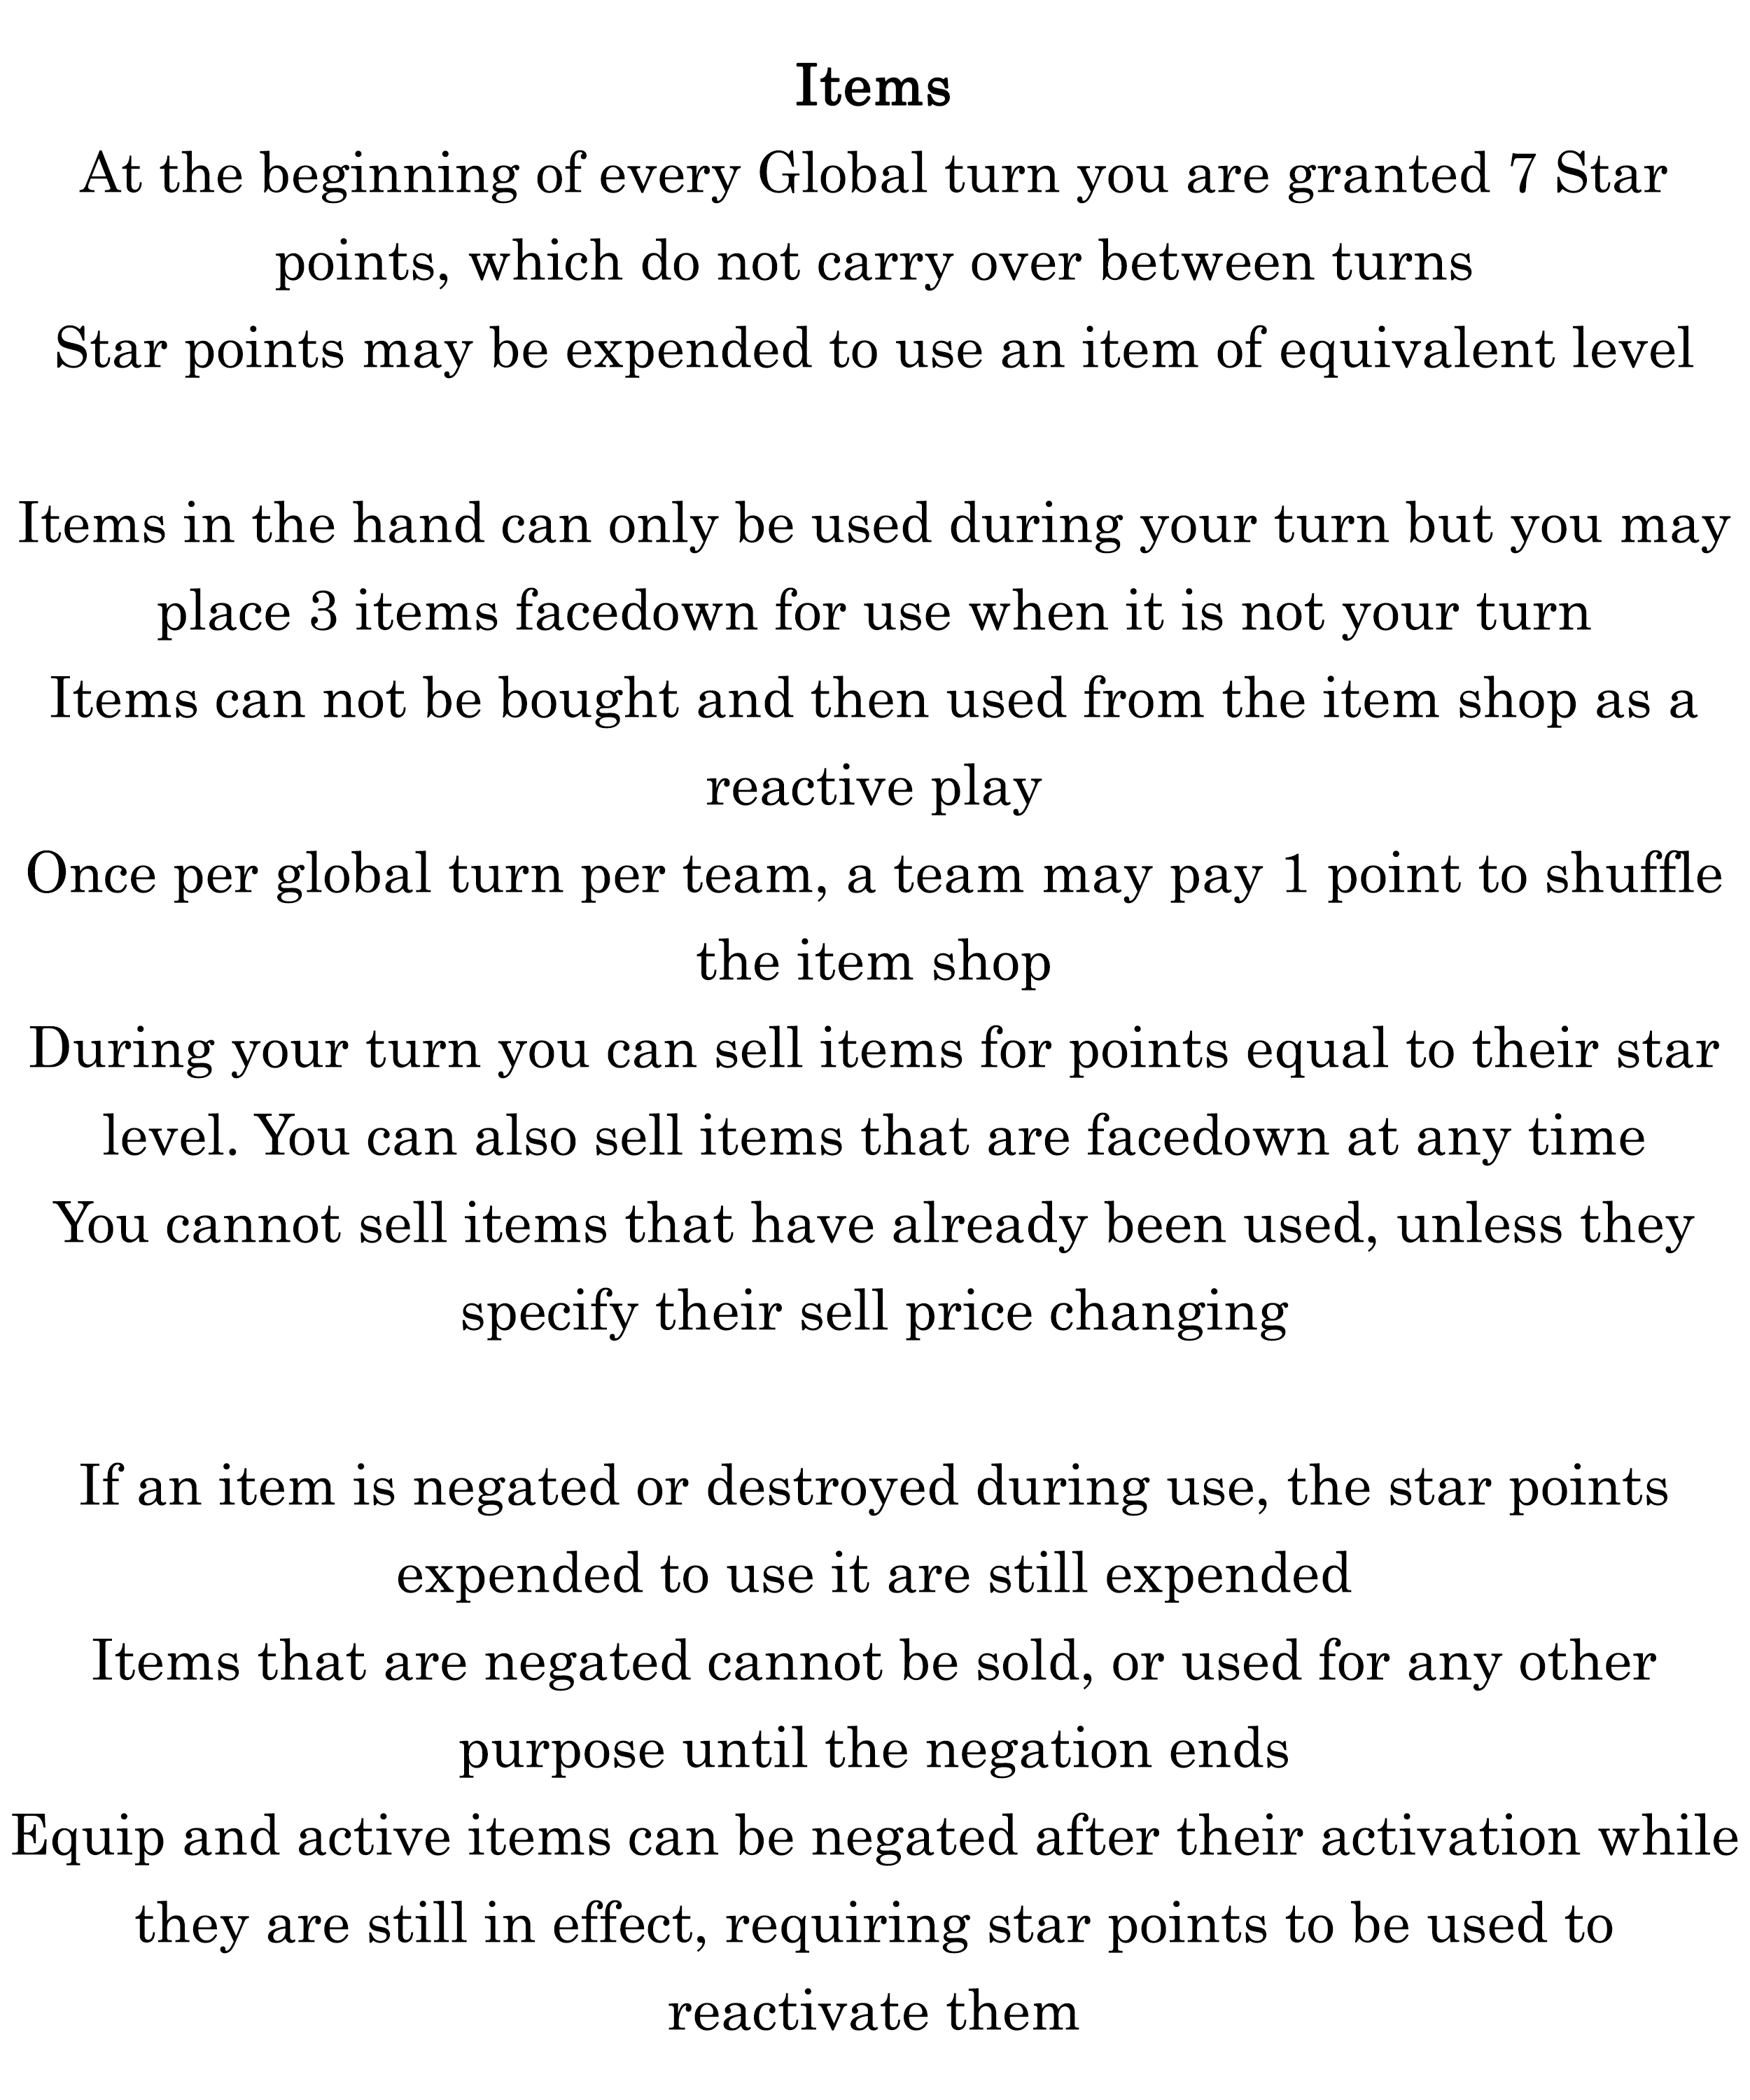 Items
At the beginning of every Global turn you are granted 7 Star
points, which do not carry over between turns
Star points may be expended to use an item of equivalent level
Items in the hand can only be used during your turn but you may
place 3 items facedown for use when it is not your turn
Items can not be bought and then used from the item shop as a
reactive play
Once per global turn per team, a team may pay 1 point to shuffle
the item shop
During your turn you can sell items for points equal to their star
level. You can also sell items that are facedown at any time
You cannot sell items that have already been used, unless they
specify their sell price changing
If an item is negated or destroyed during use, the star points
expended to use it are still expended
Items that are negated cannot be sold, or used for any other
purpose until the negation ends
Equip and active items can be negated after their activation while
they are still in effect, requiring star points to be used to
reactivate them